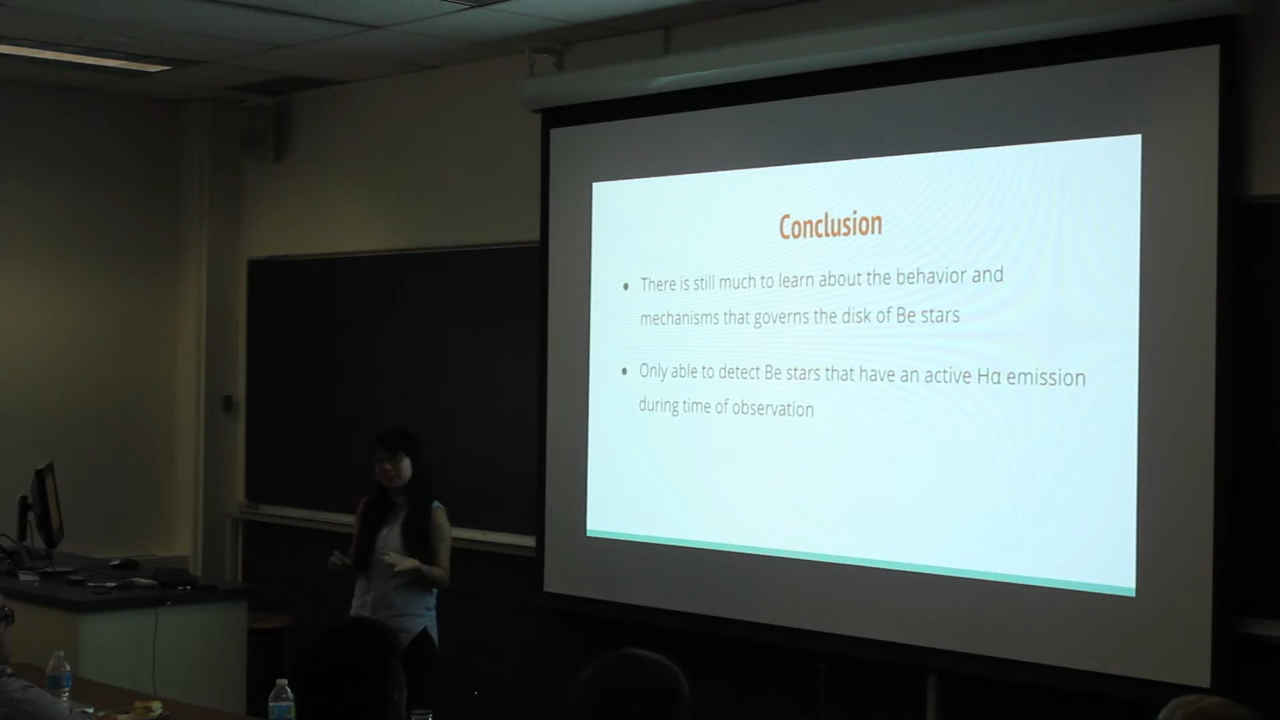 Conclusion
• There is still much to learn about the behavior and
mechanisms that governs the disk of Be stars
• Only able to detect Be stars that have an active Hα emission
during time of observation